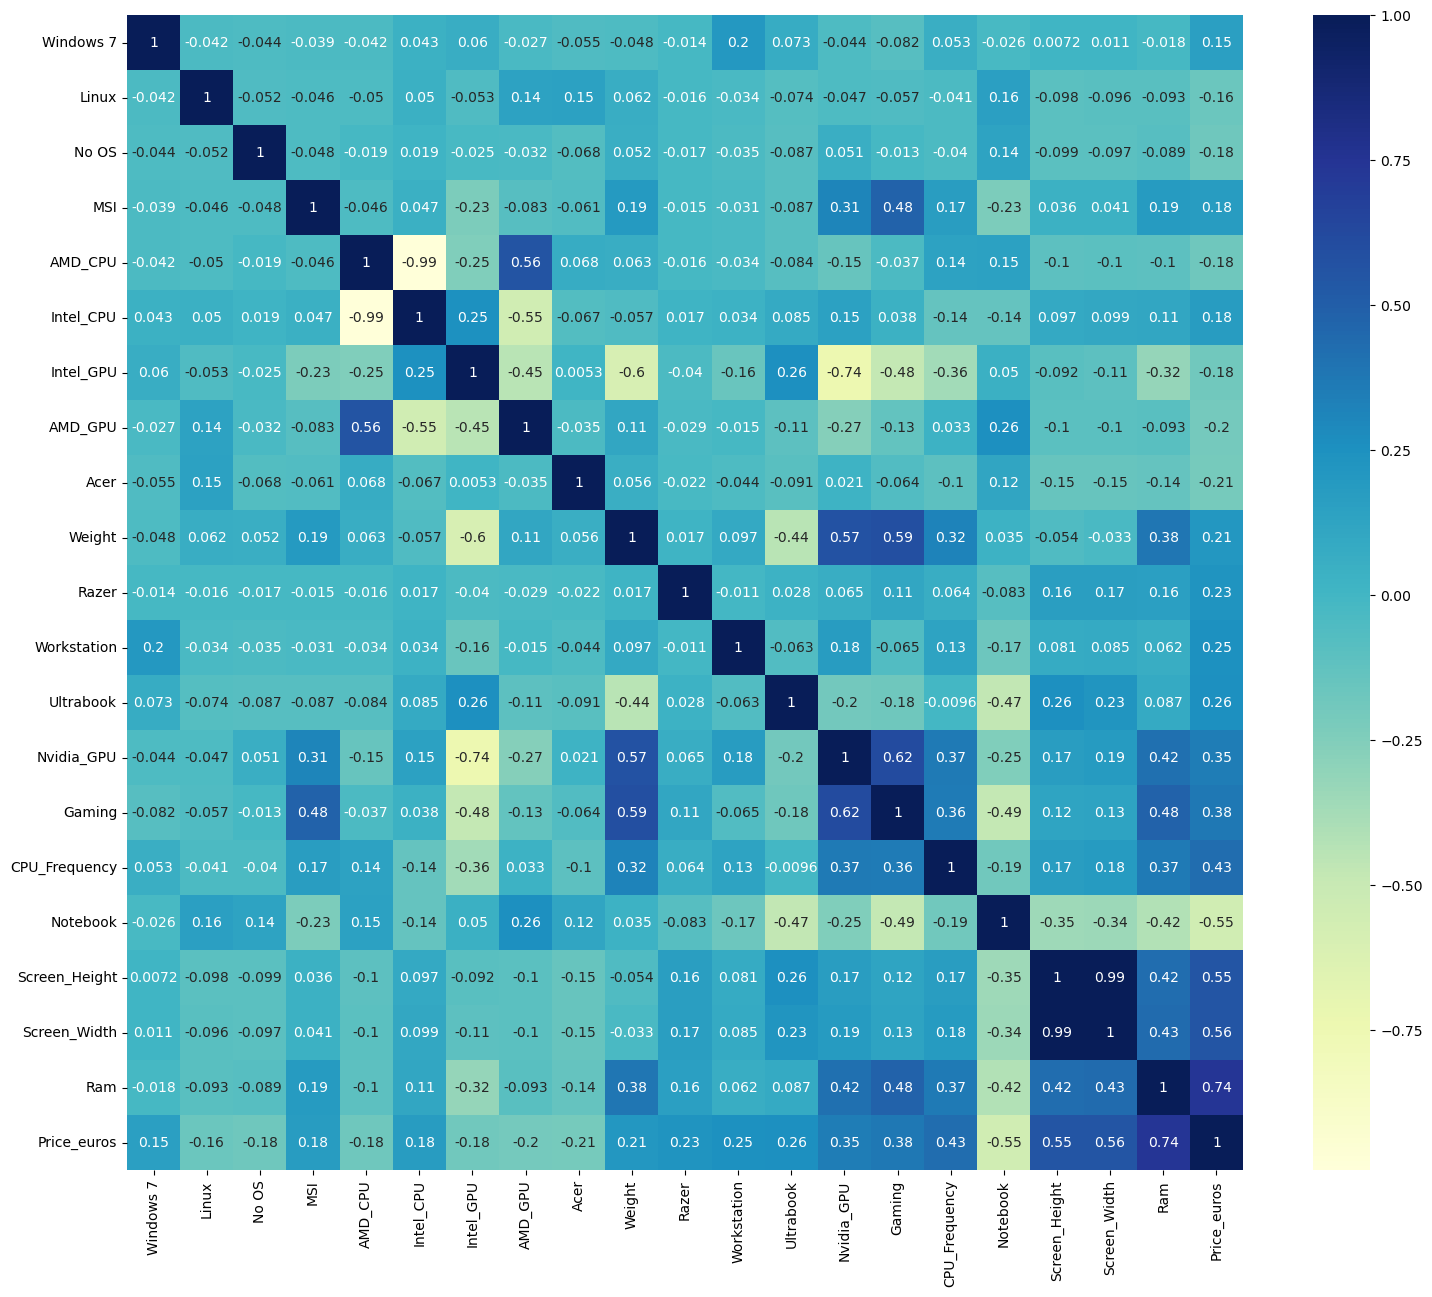 Windows 7 1 -0.042 -0.044 -0.039 -0.042 0.043 0.06 -0.027 -0.055 -0.048 -0.014 0.2 0.073 -0.044 -0.082 0.053 -0.026 0.0072 0.011 -0.018 0.15
Linux -0.042 1 -0.052 -0.046 -0.05 0.05 -0.053 0.14 0.15 0.062 -0.016 -0.034 -0.074 -0.047 -0.057 -0.041 0.16 -0.098 -0.096 -0.093 -0.16
No OS -0.044 -0.052 1 -0.048 -0.019 0.019 -0.025 -0.032 -0.068 0.052 -0.017 -0.035 -0.087 0.051 -0.013 -0.04 0.14 -0.099 -0.097 -0.089 -0.18
MSI -0.039 -0.046 -0.048 1 -0.046 0.047 -0.23 -0.083 -0.061 0.19 -0.015 -0.031 -0.087 0.31 0.48 0.17 -0.23 0.036 0.041 0.19 0.18
AMD_CPU -0.042 -0.05 -0.019 -0.046 1 -0.99 -0.25 0.56 0.068 0.063 -0.016 -0.034 -0.084 -0.15 -0.037 0.14 0.15 -0.1 -0.1 -0.1 -0.18
Intel_CPU 0.043 0.05 0.019 0.047 -0.99 1 0.25 -0.55 -0.067 -0.057 0.017 0.034 0.085 0.15 0.038 -0.14 -0.14 0.097 0.099 0.11 0.18
Intel_GPU 0.06 -0.053 -0.025 -0.23 -0.25 0.25 1 -0.45 0.0053 -0.6 -0.04 -0.16 0.26 -0.74 -0.48 -0.36 0.05 -0.092 -0.11 -0.32 -0.18
AMD_GPU -0.027 0.14 -0.032 -0.083 0.56 -0.55 -0.45 1 -0.035 0.11 -0.029 -0.015 -0.11 -0.27 -0.13 0.033 0.26 -0.1 -0.1 -0.093 -0.2
Acer -0.055 0.15 -0.068 -0.061 0.068 -0.067 0.0053 -0.035 1 0.056 -0.022 -0.044 -0.091 0.021 -0.064 -0.1 0.12 -0.15 -0.15 -0.14 -0.21
Weight -0.048 0.062 0.052 0.19 0.063 -0.057 -0.6 0.11 0.056 1 0.017 0.097 -0.44 0.57 0.59 0.32 0.035 -0.054 -0.033 0.38 0.21
Razer -0.014 -0.016 -0.017 -0.015 -0.016 0.017 -0.04 -0.029 -0.022 0.017 1 -0.011 0.028 0.065 0.11 0.064 -0.083 0.16 0.17 0.16 0.23
Workstation 0.2 -0.034 -0.035 -0.031 -0.034 0.034 -0.16 -0.015 -0.044 0.097 -0.011 1 -0.063 0.18 -0.065 0.13 -0.17 0.081 0.085 0.062 0.25
Ultrabook 0.073 -0.074 -0.087 -0.087 -0.084 0.085 0.26 -0.11 -0.091 -0.44 0.028 -0.063 1 -0.2 -0.18 -0.0096 -0.47 0.26 0.23 0.087 0.26
Nvidia_GPU -0.044 -0.047 0.051 0.31 -0.15 0.15 -0.74 -0.27 0.021 0.57 0.065 0.18 -0.2 1 0.62 0.37 -0.25 0.17 0.19 0.42 0.35
Gaming -0.082 -0.057 -0.013 0.48 -0.037 0.038 -0.48 -0.13 -0.064 0.59 0.11 -0.065 -0.18 0.62 1 0.36 -0.49 0.12 0.13 0.48 0.38
CPU_Frequency 0.053 -0.041 -0.04 0.17 0.14 -0.14 -0.36 0.033 -0.1 0.32 0.064 0.13 -0.0096 0.37 0.36 1 -0.19 0.17 0.18 0.37 0.43
Notebook -0.026 0.16 0.14 -0.23 0.15 -0.14 0.05 0.26 0.12 0.035 -0.083 -0.17 -0.47 -0.25 -0.49 -0.19 1 -0.35 -0.34 -0.42 -0.55
Screen_Height 0.0072 -0.098 -0.099 0.036 -0.1 0.097 -0.092 -0.1 -0.15 -0.054 0.16 0.081 0.26 0.17 0.12 0.17 -0.35 1 0.99 0.42 0.55
Screen_Width 0.011 -0.096 -0.097 0.041 -0.1 0.099 -0.11 -0.1 -0.15 -0.033 0.17 0.085 0.23 0.19 0.13 0.18 -0.34 0.99 1 0.43 0.56
Ram -0.018 -0.093 -0.089 0.19 -0.1 0.11 -0.32 -0.093 -0.14 0.38 0.16 0.062 0.087 0.42 0.48 0.37 -0.42 0.42 0.43 1 0.74
Price_euros 0.15 -0.16 -0.18 0.18 -0.18 0.18 -0.18 -0.2 -0.21 0.21 0.23 0.25 0.26 0.35 0.38 0.43 -0.55 0.55 0.56 0.74 1
Windows 7 Linux No OS MSI AMD_CPU Intel_CPU Intel_GPU AMD_GPU Acer Weight Razer Workstation Ultrabook Nvidia_GPU Gaming CPU_Frequency Notebook Screen_Height Screen_Width Ram Price_euros
1.00
0.75
0.50
0.25
0.00
−0.25
−0.50
−0.75